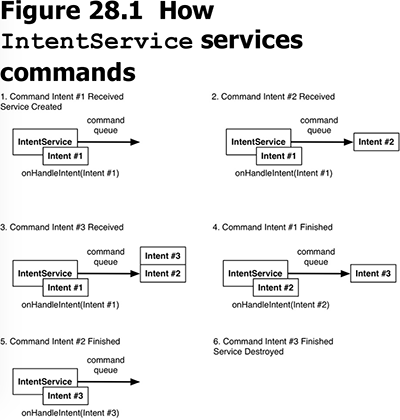 Figure 28.1 How
IntentService services
commands
1. Command Intent #1 Received
Service Created
command
queue
IntentService
Intent #1
onHandleIntent(Intent #1)
2. Command Intent #2 Received
command
queue
IntentService
Intent #2
Intent #1
onHandleIntent(Intent #1)
3. Command Intent #3 Received
command
queue
Intent #3
IntentService
Intent #2
Intent #1
onHandleIntent(Intent #1)
4. Command Intent #1 Finished
command
queue
IntentService
Intent #3
Intent #2
onHandleIntent(Intent #2)
5. Command Intent #2 Finished
command
queue
IntentService
Intent #3
onHandleIntent(Intent #3)
6. Command Intent #3 Finished
Service Destroyed